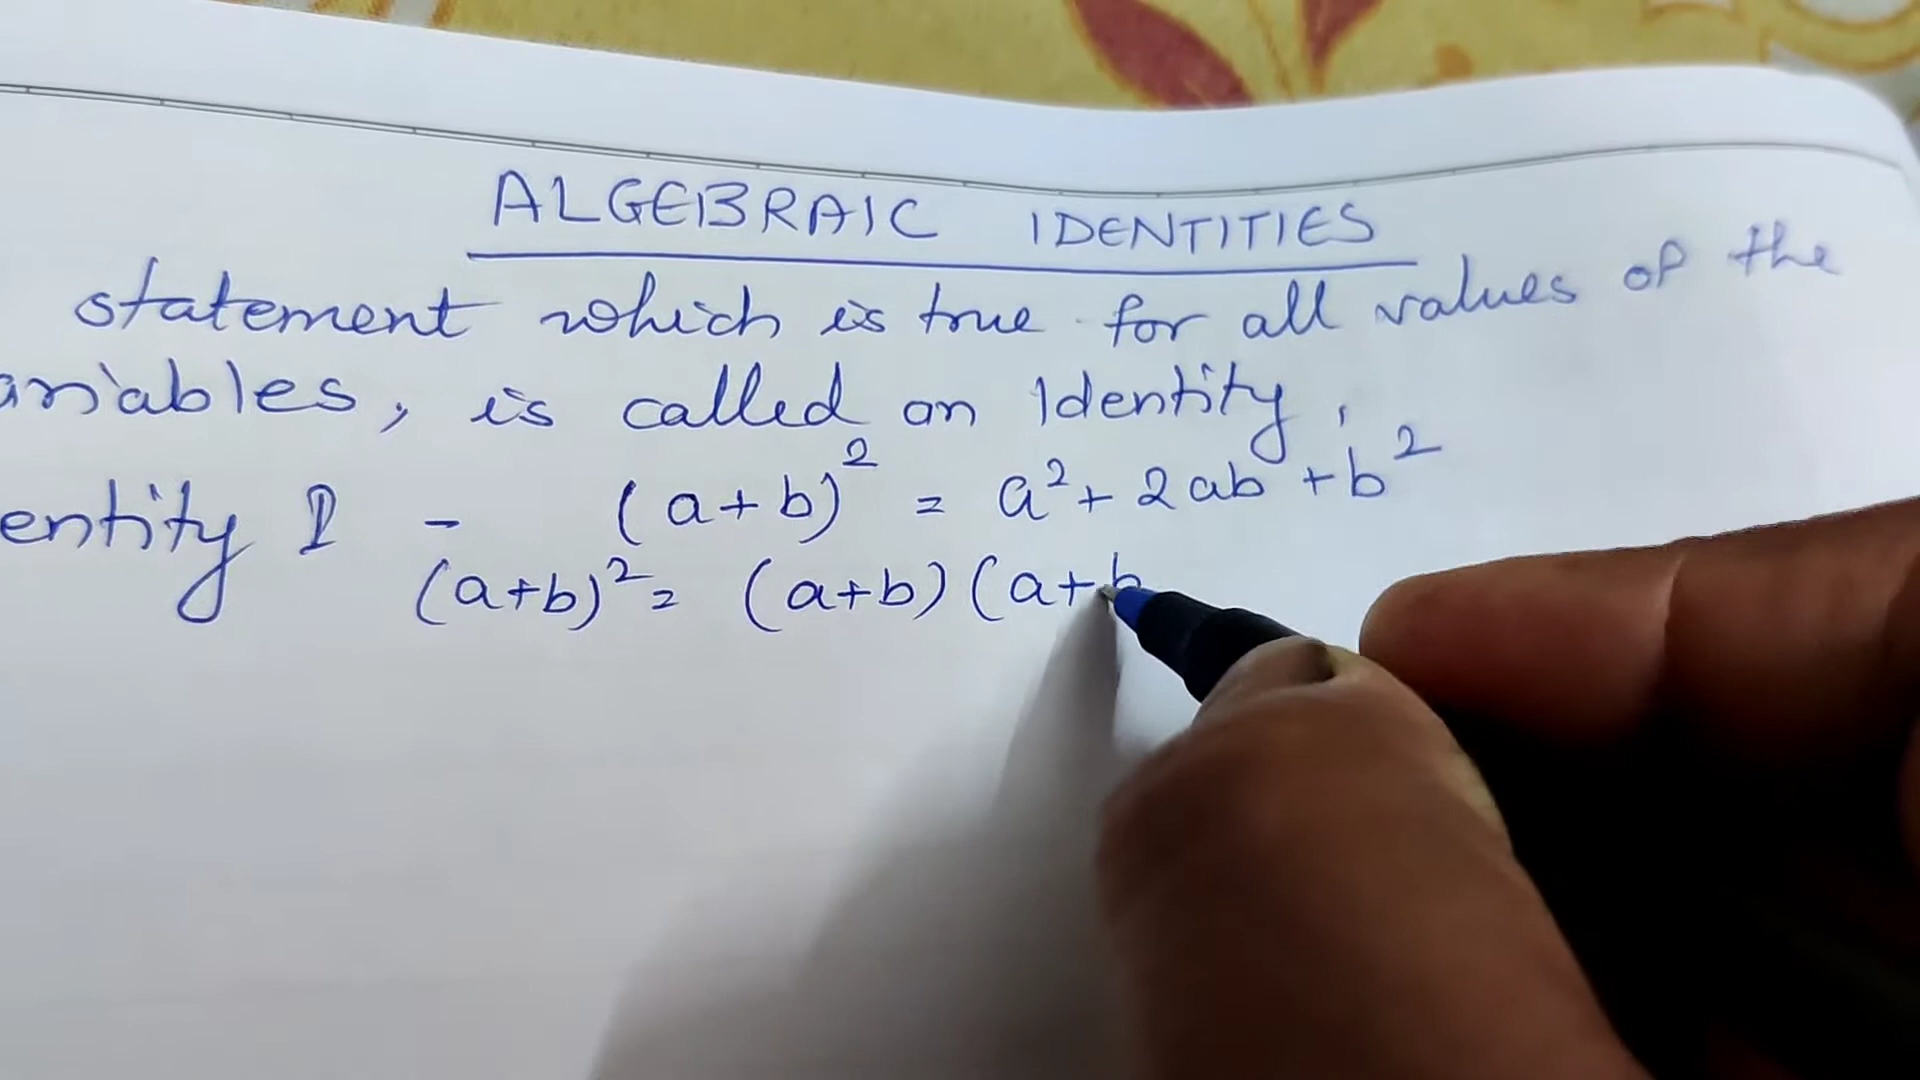 ALGEBRAIC IDENTITIES
statement which is true for all values of the
ariables, is called an Identity.
entity I - (a+b)² = a² + 2ab + b²
(a+b)² = (a+b) (a+b